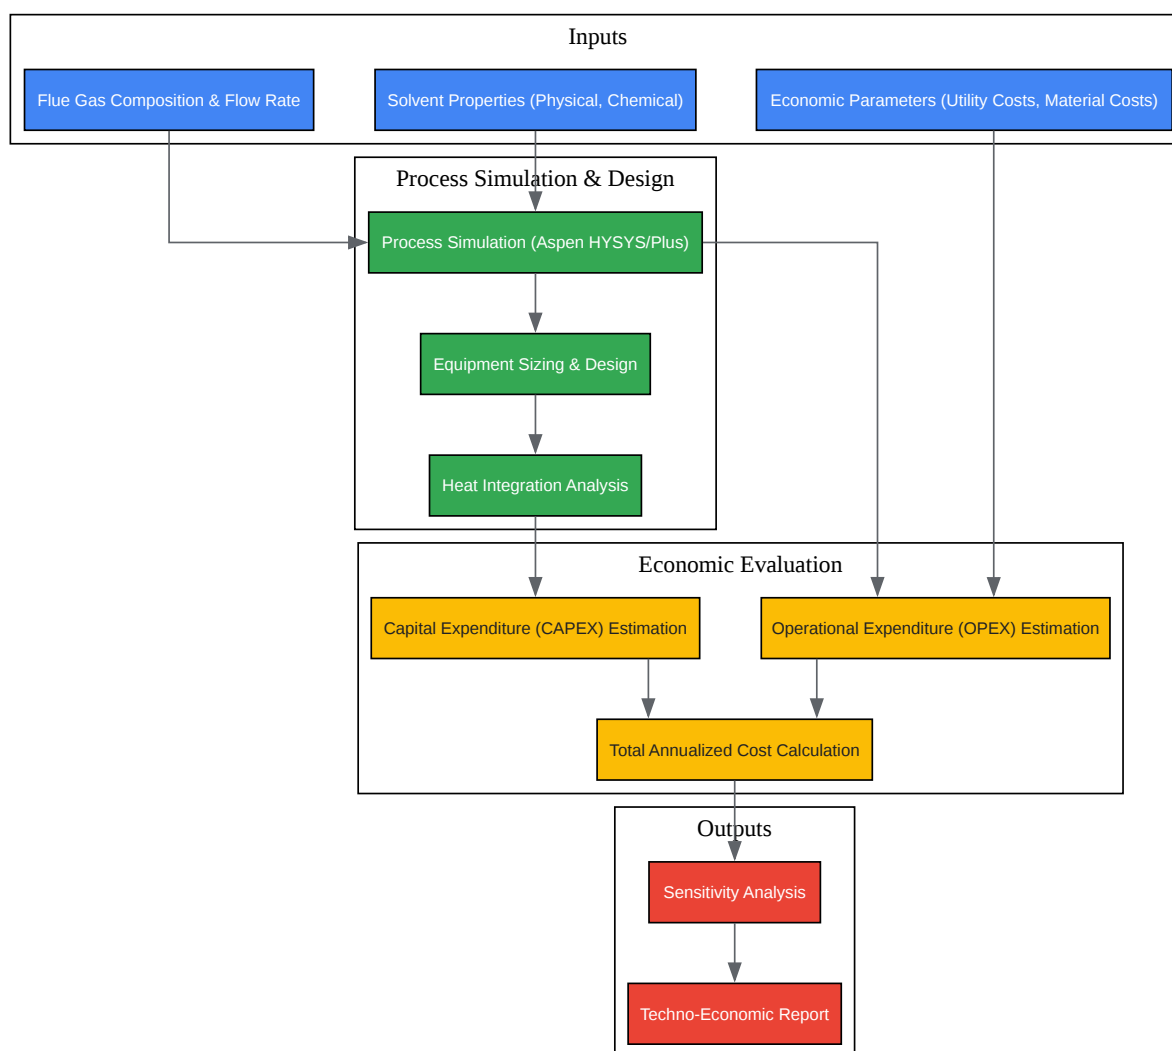 Inputs
Flue Gas Composition & Flow Rate
Solvent Properties (Physical, Chemical)
Economic Parameters (Utility Costs, Material Costs)
Process Simulation & Design
Process Simulation (Aspen HYSYS/Plus)
Equipment Sizing & Design
Heat Integration Analysis
Economic Evaluation
Capital Expenditure (CAPEX) Estimation
Operational Expenditure (OPEX) Estimation
Total Annualized Cost Calculation
Outputs
Sensitivity Analysis
Techno-Economic Report